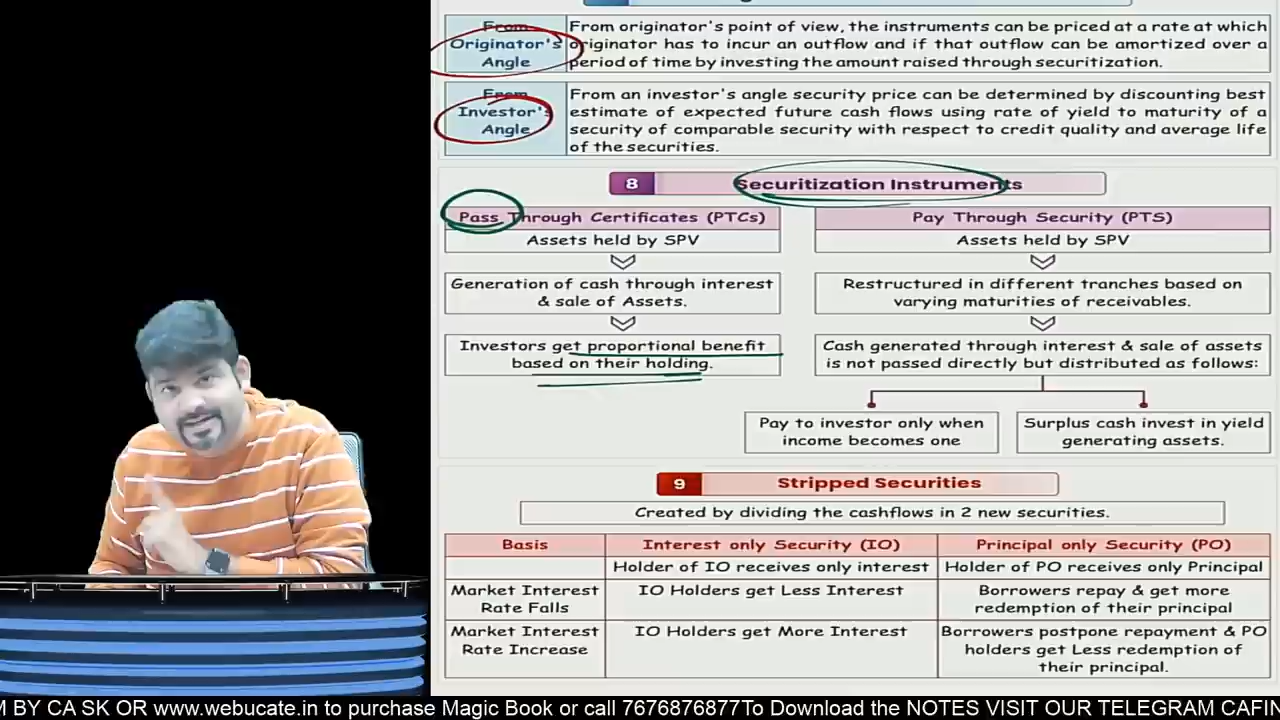 From
Originator's
Angle
From originator's point of view, the instruments can be priced at a rate at which
originator has to incur an outflow and if that outflow can be amortized over a
period of time by investing the amount raised through securitization.
From
Investor's
Angle
From an investor's angle security price can be determined by discounting best
estimate of expected future cash flows using rate of yield to maturity of a
security of comparable security with respect to credit quality and average life
of the securities.
8 Securitization Instruments
Pass Through Certificates (PTCs)
Assets held by SPV
Generation of cash through interest
& sale of Assets.
Investors get proportional benefit
based on their holding.
Pay Through Security (PTS)
Assets held by SPV
Restructured in different tranches based on
varying maturities of receivables.
Cash generated through interest & sale of assets
is not passed directly but distributed as follows:
Pay to investor only when
income becomes one
Surplus cash invest in yield
generating assets.
9 Stripped Securities
Created by dividing the cashflows in 2 new securities.
Basis Interest only Security (IO) Principal only Security (PO)
Holder of IO receives only interest Holder of PO receives only Principal
Market Interest
Rate Falls
IO Holders get Less Interest
Borrowers repay & get more
redemption of their principal
Market Interest
Rate Increase
IO Holders get More Interest
Borrowers postpone repayment & PO
holders get Less redemption of
their principal.
M BY CA SK OR www.webucate.in to purchase Magic Book or call 7676876877To Download the NOTES VISIT OUR TELEGRAM CAFIN